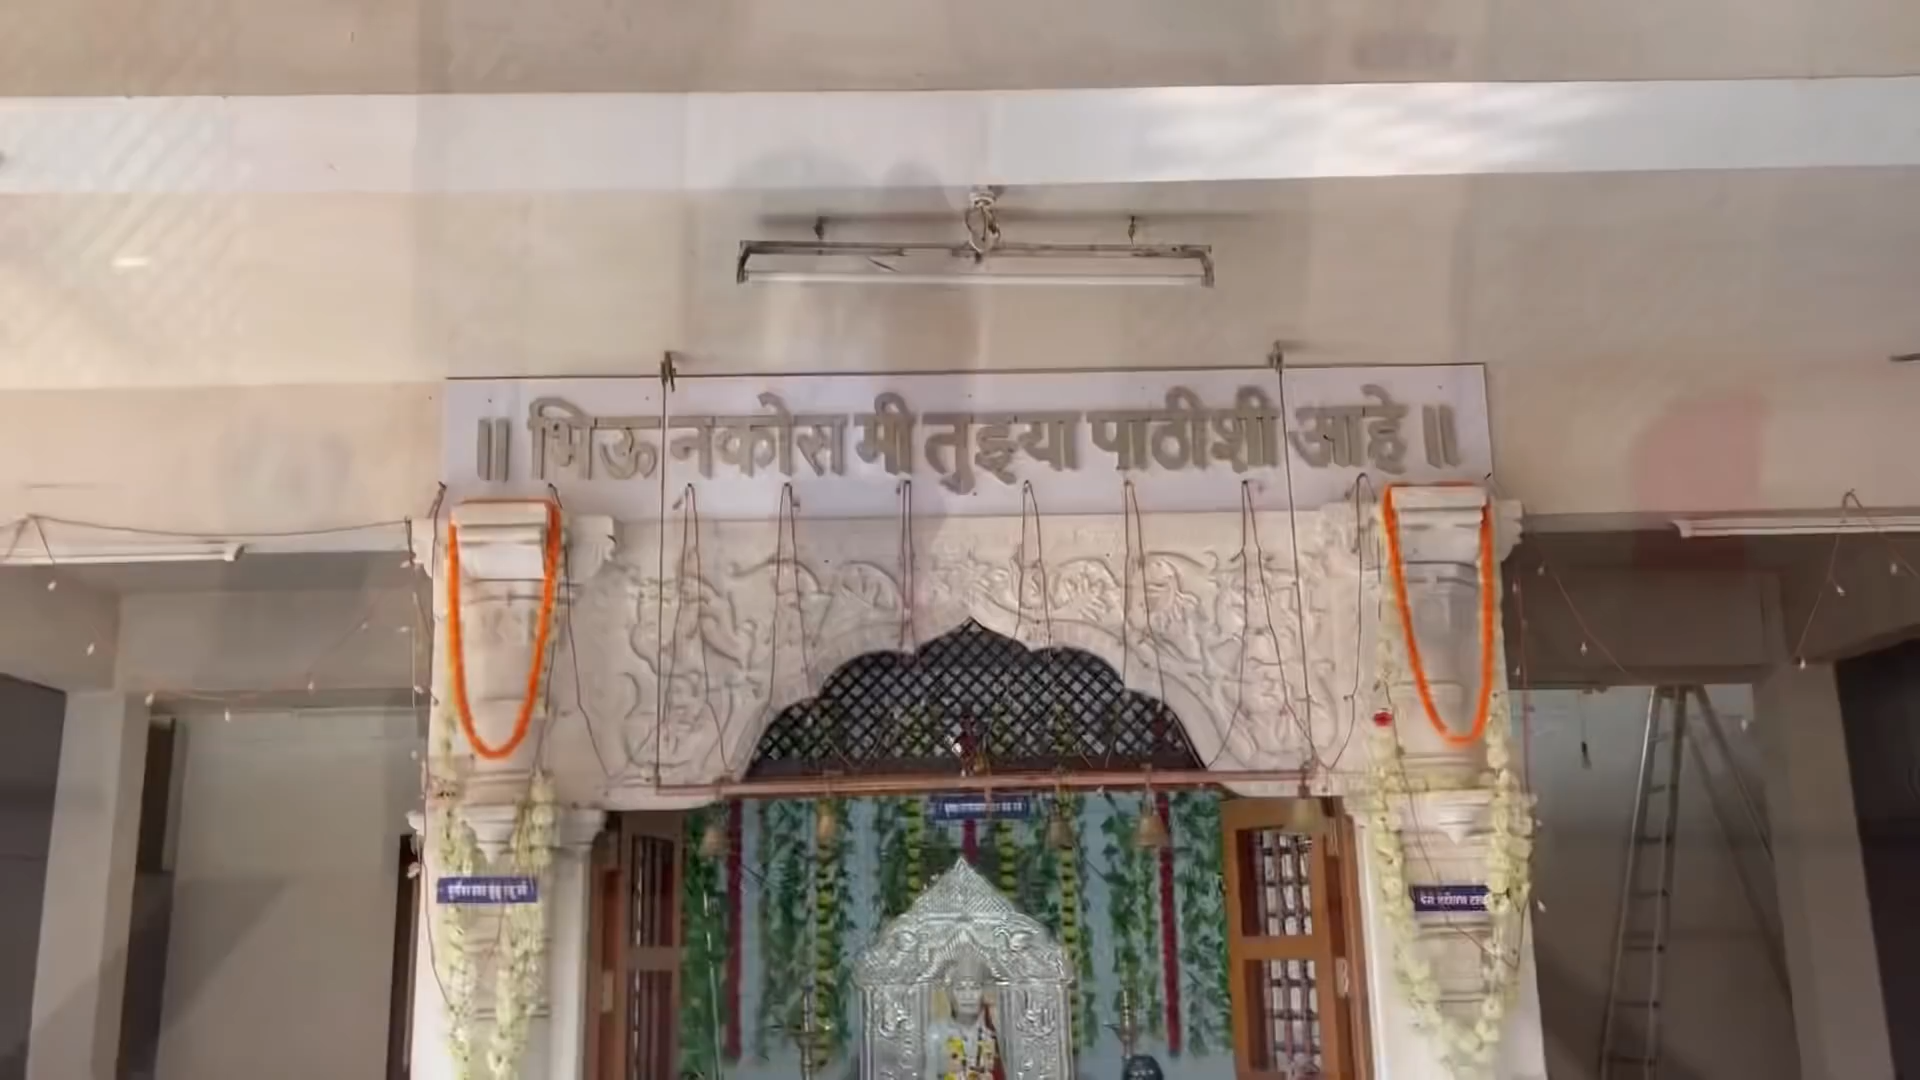 ॥ भिऊ नकोस मी तुझ्या पाठीशी आहे ॥